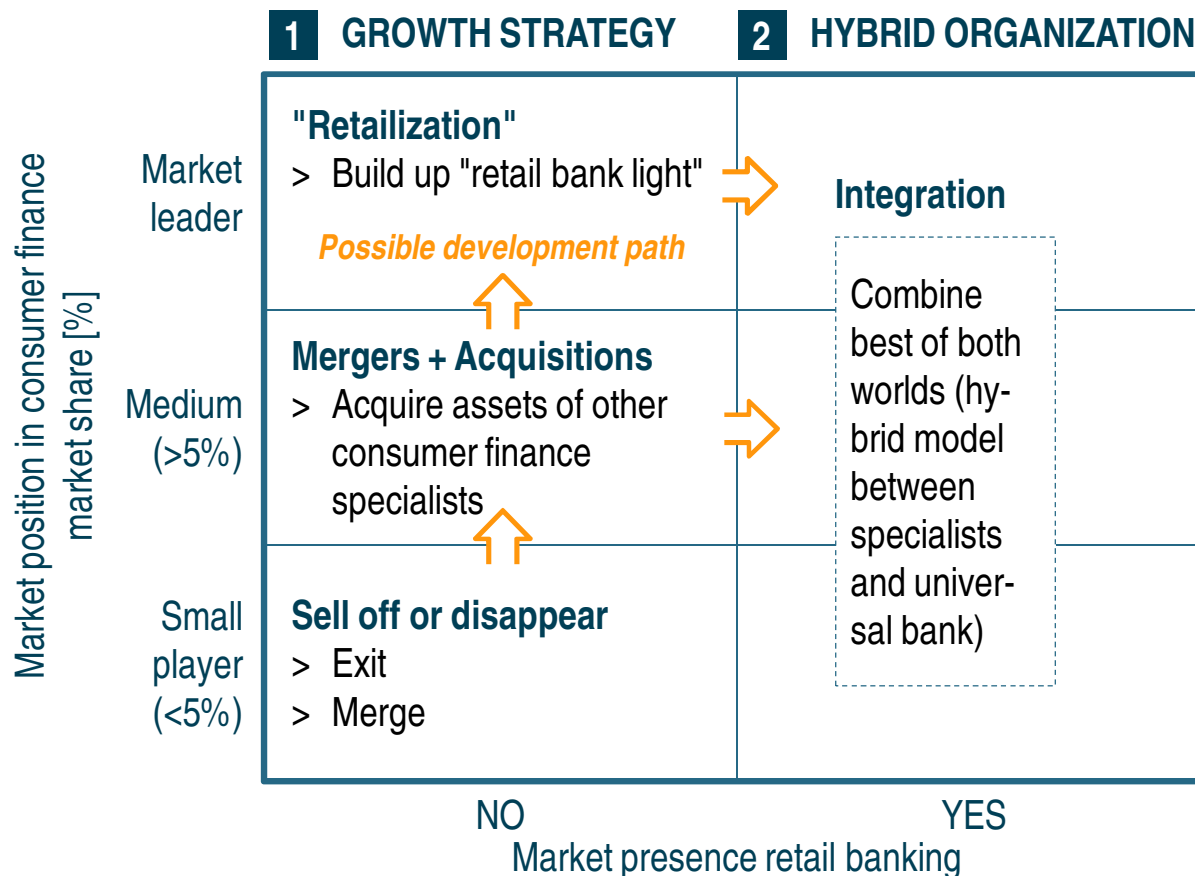 1 GROWTH STRATEGY
2 HYBRID ORGANIZATION
Market position in consumer finance
market share [%]
Market
leader
"Retailization"
> Build up "retail bank light"
Possible development path
Medium
(>5%)
Mergers + Acquisitions
> Acquire assets of other
consumer finance
specialists
Small
player
(<5%)
Sell off or disappear
> Exit
> Merge
Integration
Combine
best of both
worlds (hy-
brid model
between
specialists
and univer-
sal bank)
NO
YES
Market presence retail banking